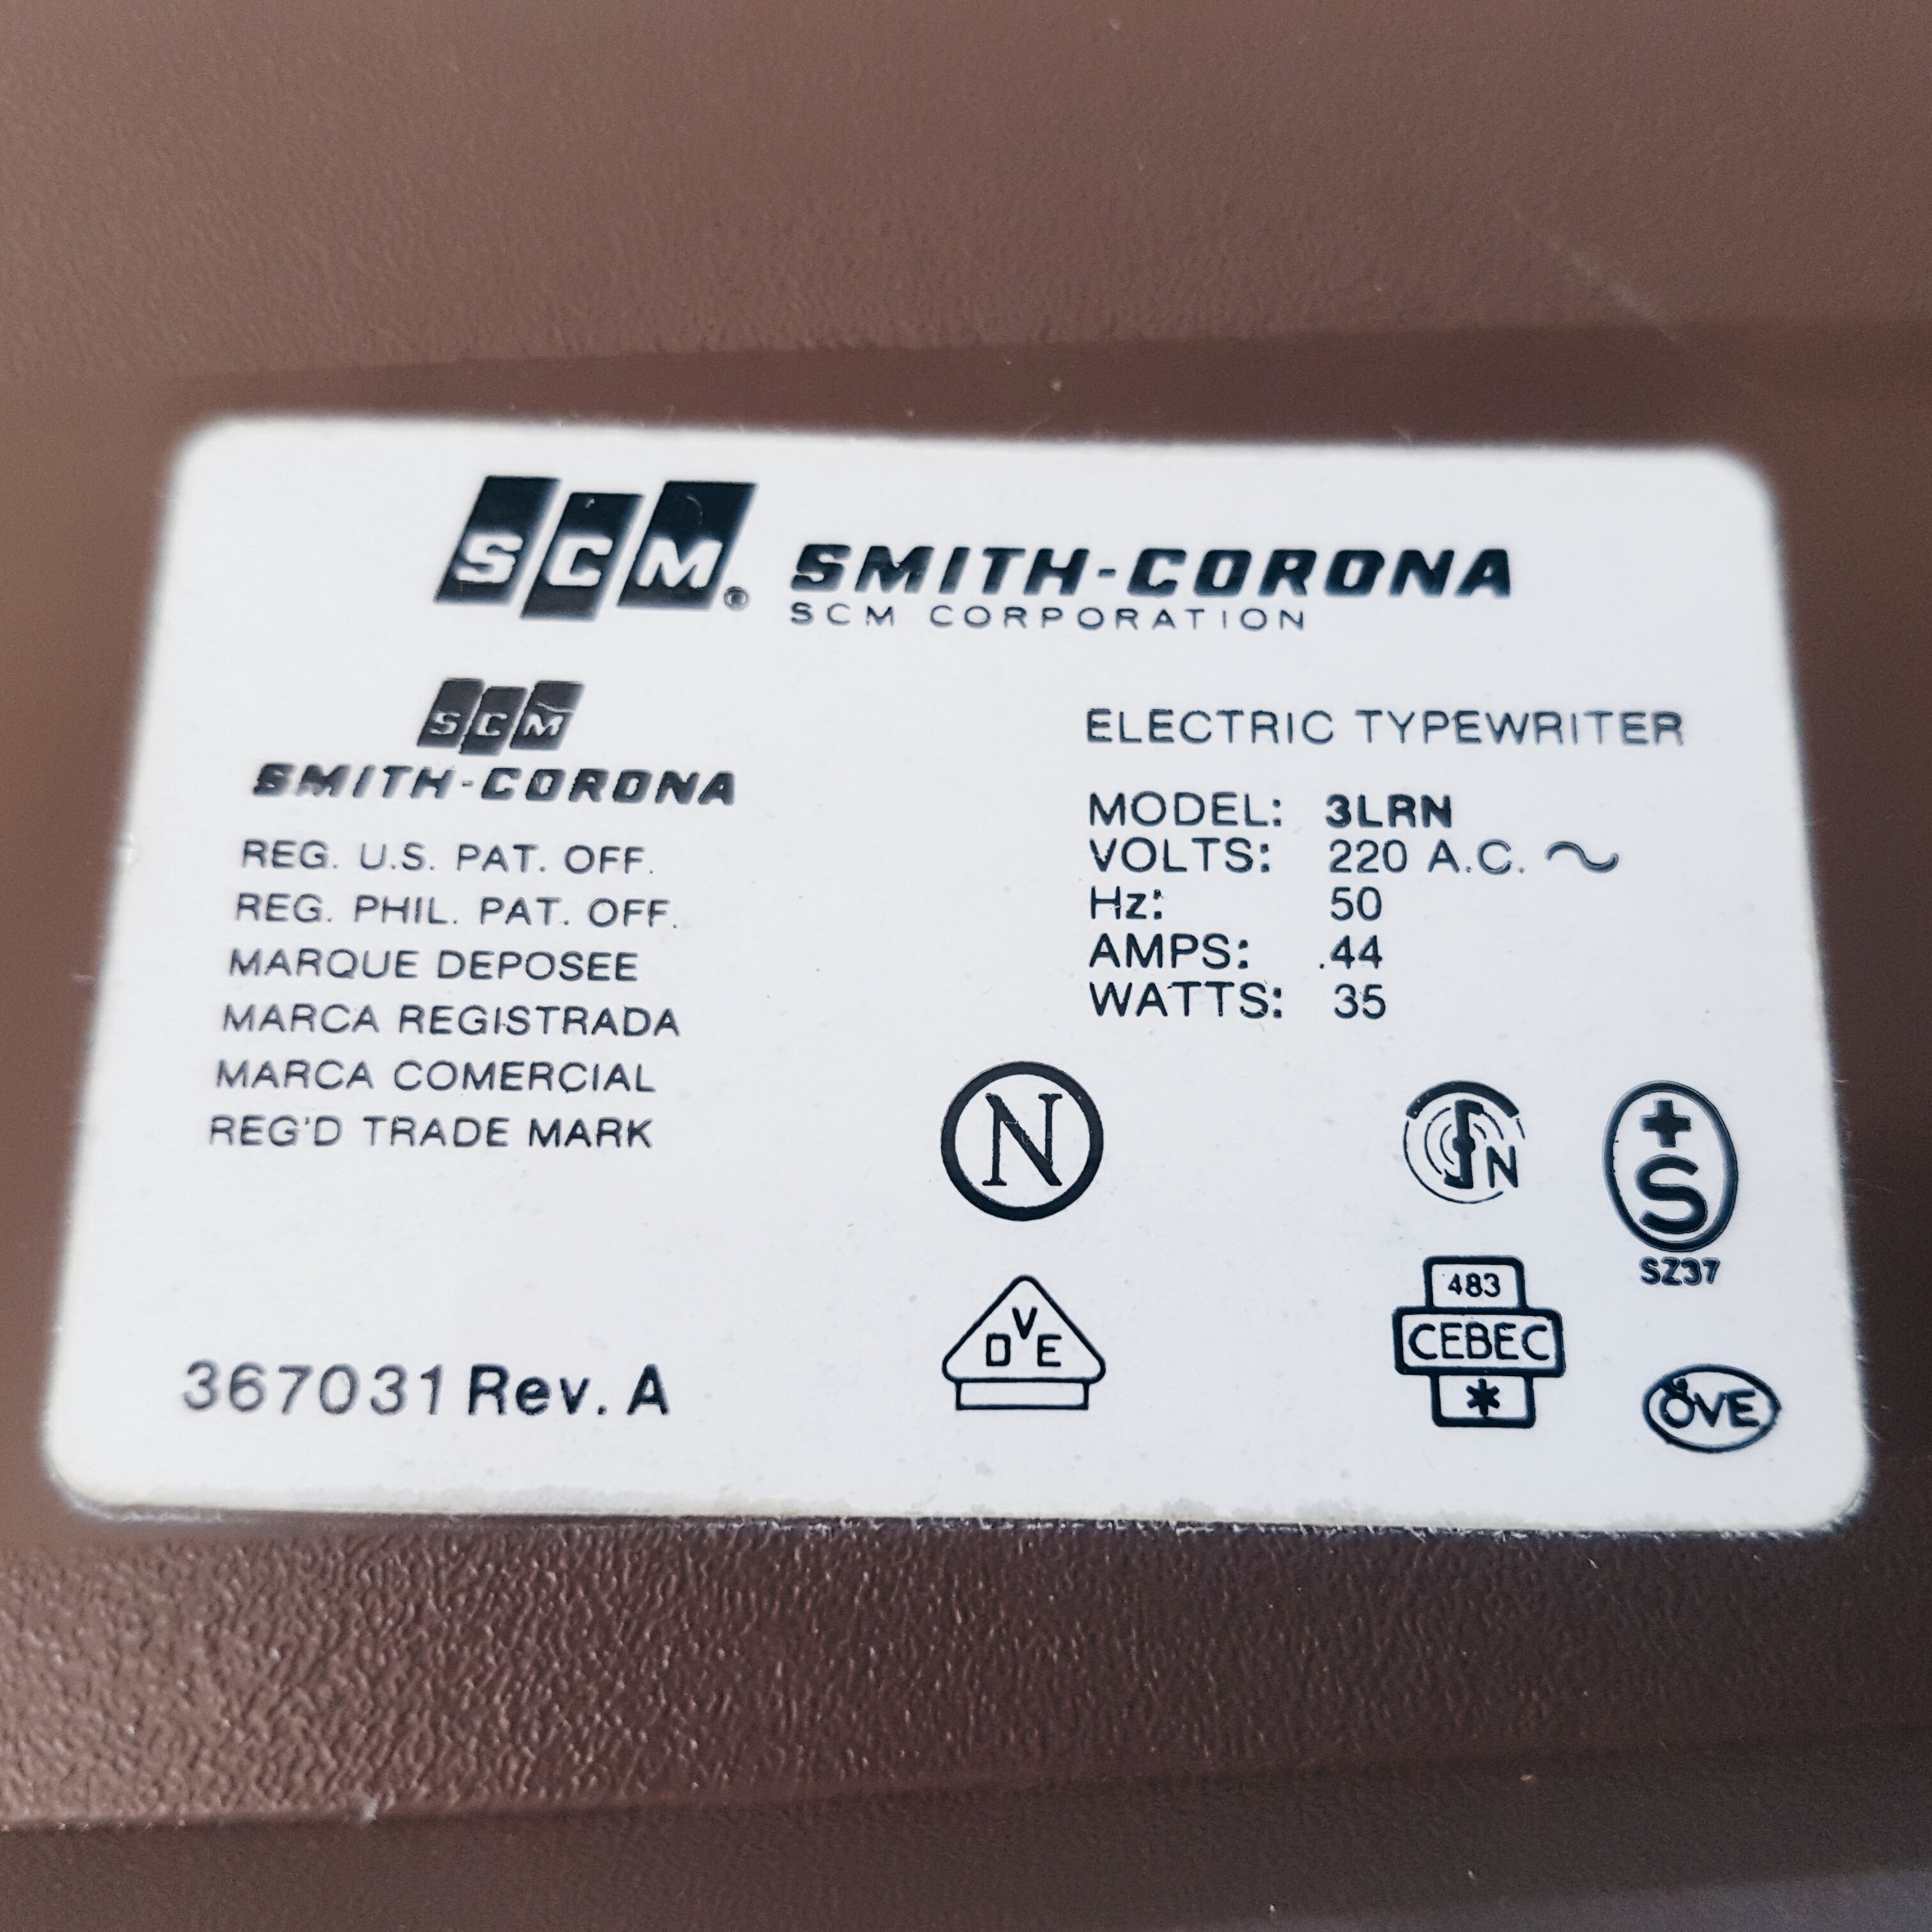 SCM® SMITH-CORONA
SCM CORPORATION
SCM
SMITH-CORONA
REG. U.S. PAT. OFF.
REG. PHIL. PAT. OFF.
MARQUE DEPOSEE
MARCA REGISTRADA
MARCA COMERCIAL
REG'D TRADE MARK
367031 Rev. A
ELECTRIC TYPEWRITER
MODEL: 3LRN
VOLTS: 220 A.C. ~
Hz: 50
AMPS: .44
WATTS: 35
N
N
+
S
SZ37
DVE
483
CEBEC
*
ÖVE